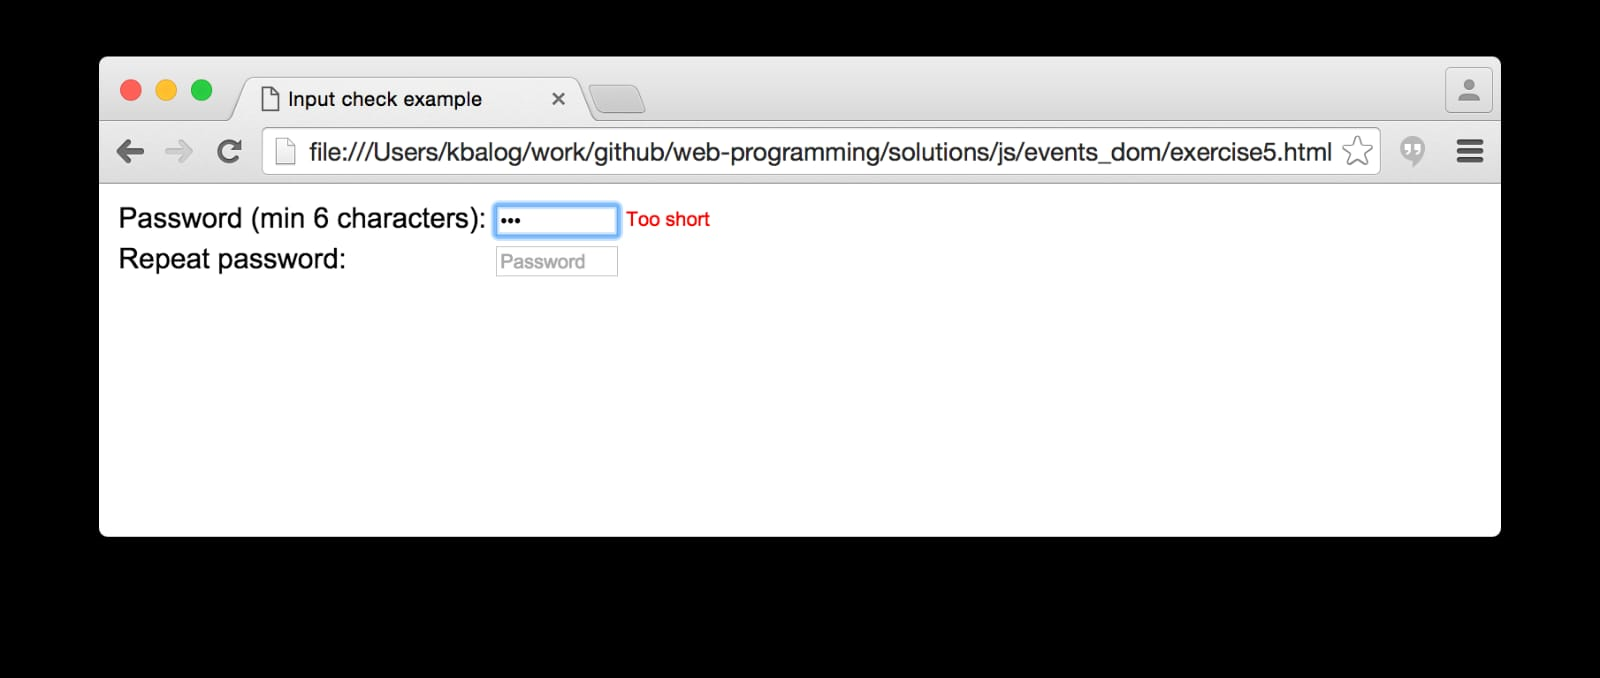 Input check example
file:///Users/kbalog/work/github/web-programming/solutions/js/events_dom/exercise5.html
Password (min 6 characters): ••• Too short
Repeat password: Password